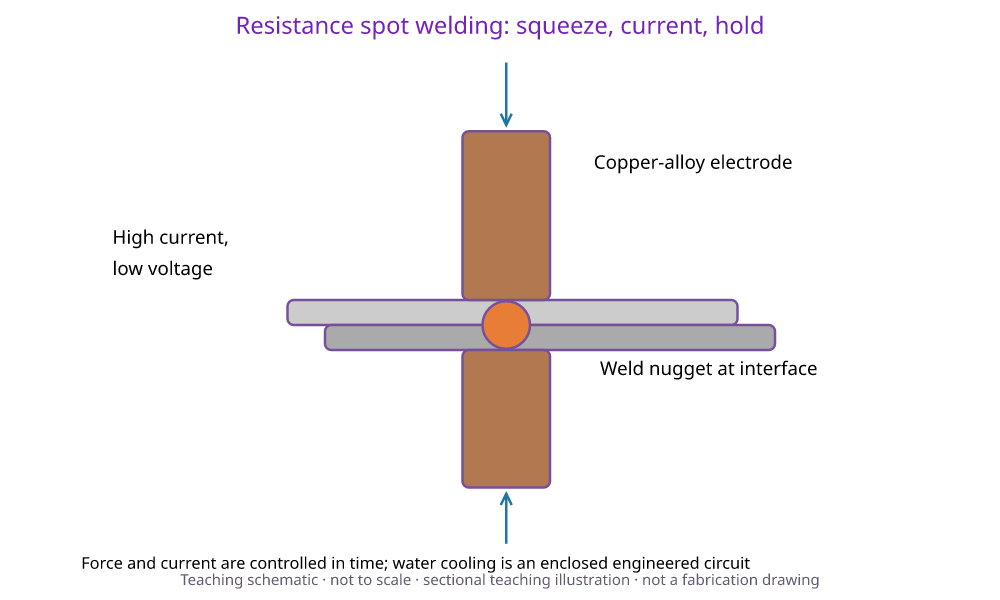 Resistance spot welding: squeeze, current, hold
Copper-alloy electrode
High current,
low voltage
Weld nugget at interface
Force and current are controlled in time; water cooling is an enclosed engineered circuit
Teaching schematic · not to scale · sectional teaching illustration · not a fabrication drawing